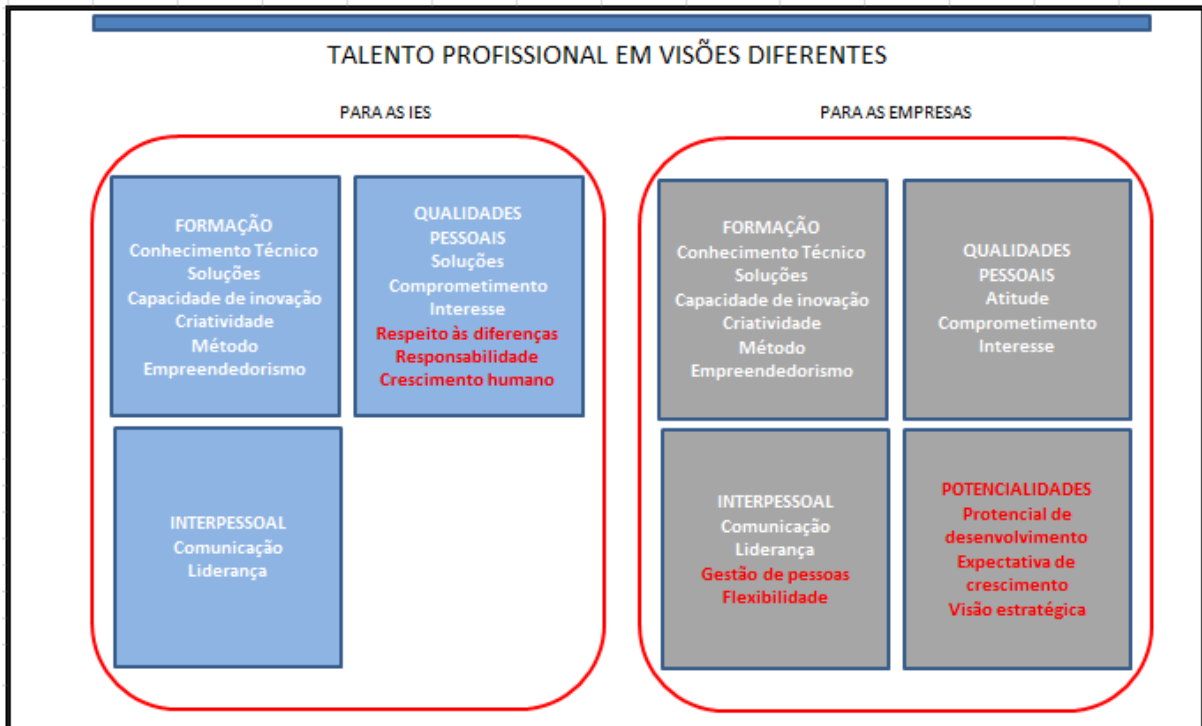 TALENTO PROFISSIONAL EM VISÕES DIFERENTES
PARA AS IES
FORMAÇÃO
Conhecimento Técnico
Soluções
Capacidade de inovação
Criatividade
Método
Empreendedorismo
QUALIDADES
PESSOAIS
Soluções
Comprometimento
Interesse
Respeito às diferenças
Responsabilidade
Crescimento humano
INTERPESSOAL
Comunicação
Liderança
PARA AS EMPRESAS
FORMAÇÃO
Conhecimento Técnico
Soluções
Capacidade de inovação
Criatividade
Método
Empreendedorismo
QUALIDADES
PESSOAIS
Atitude
Comprometimento
Interesse
INTERPESSOAL
Comunicação
Liderança
Gestão de pessoas
Flexibilidade
POTENCIALIDADES
Protencial de
desenvolvimento
Expectativa de
crescimento
Visão estratégica